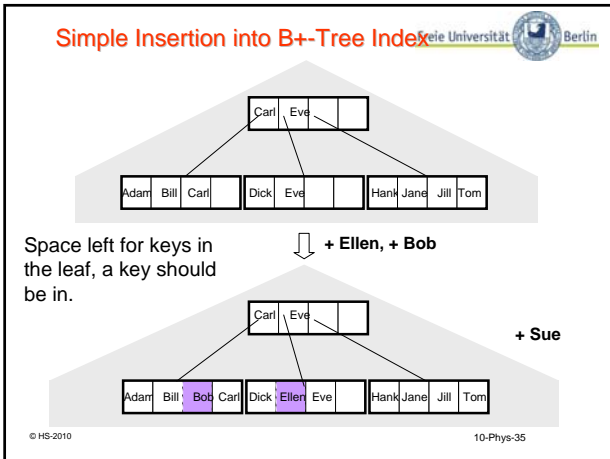 Simple Insertion into B+-Tree Index
Freie Universität Berlin
Carl Eve
Adam Bill Carl Dick Eve Hank Jane Jill Tom
Space left for keys in
the leaf, a key should
be in.
+ Ellen, + Bob
Carl Eve
+ Sue
Adam Bill Bob Carl Dick Ellen Eve Hank Jane Jill Tom
© HS-2010
10-Phys-35